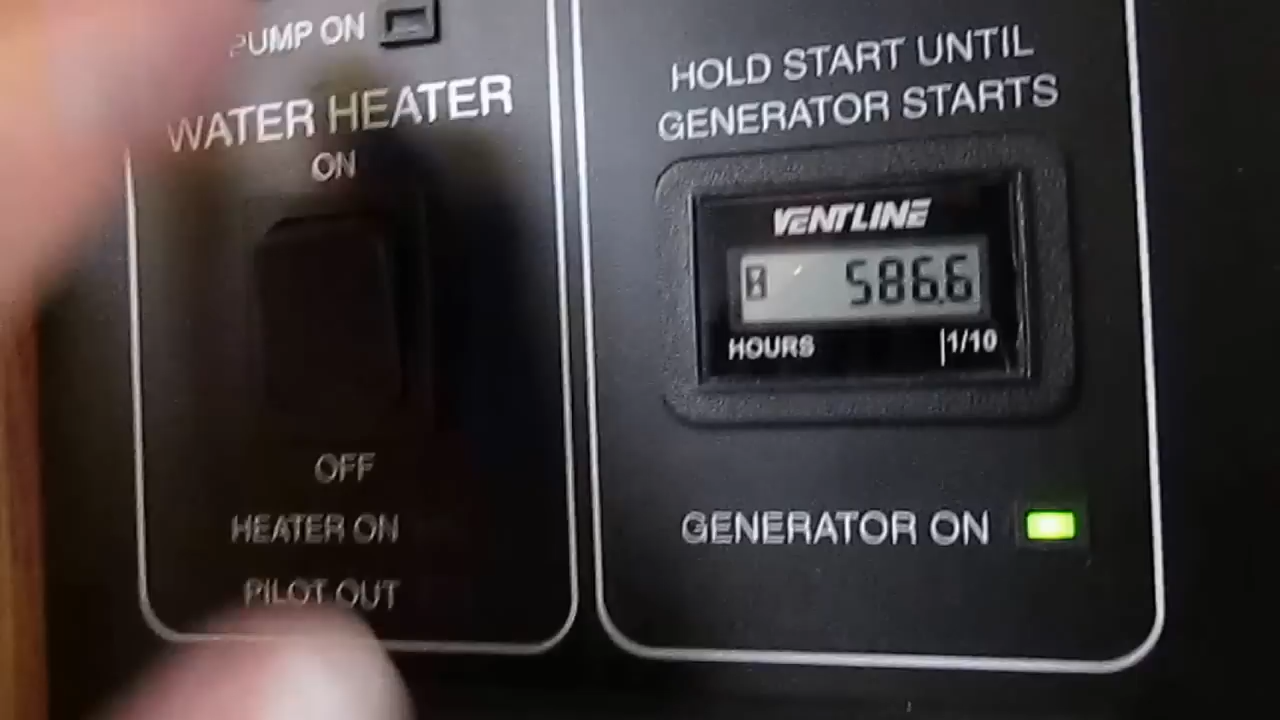 PUMP ON
WATER HEATER
ON
OFF
HEATER ON
PILOT OUT
HOLD START UNTIL
GENERATOR STARTS
VENTLINE
586.6
HOURS 1/10
GENERATOR ON